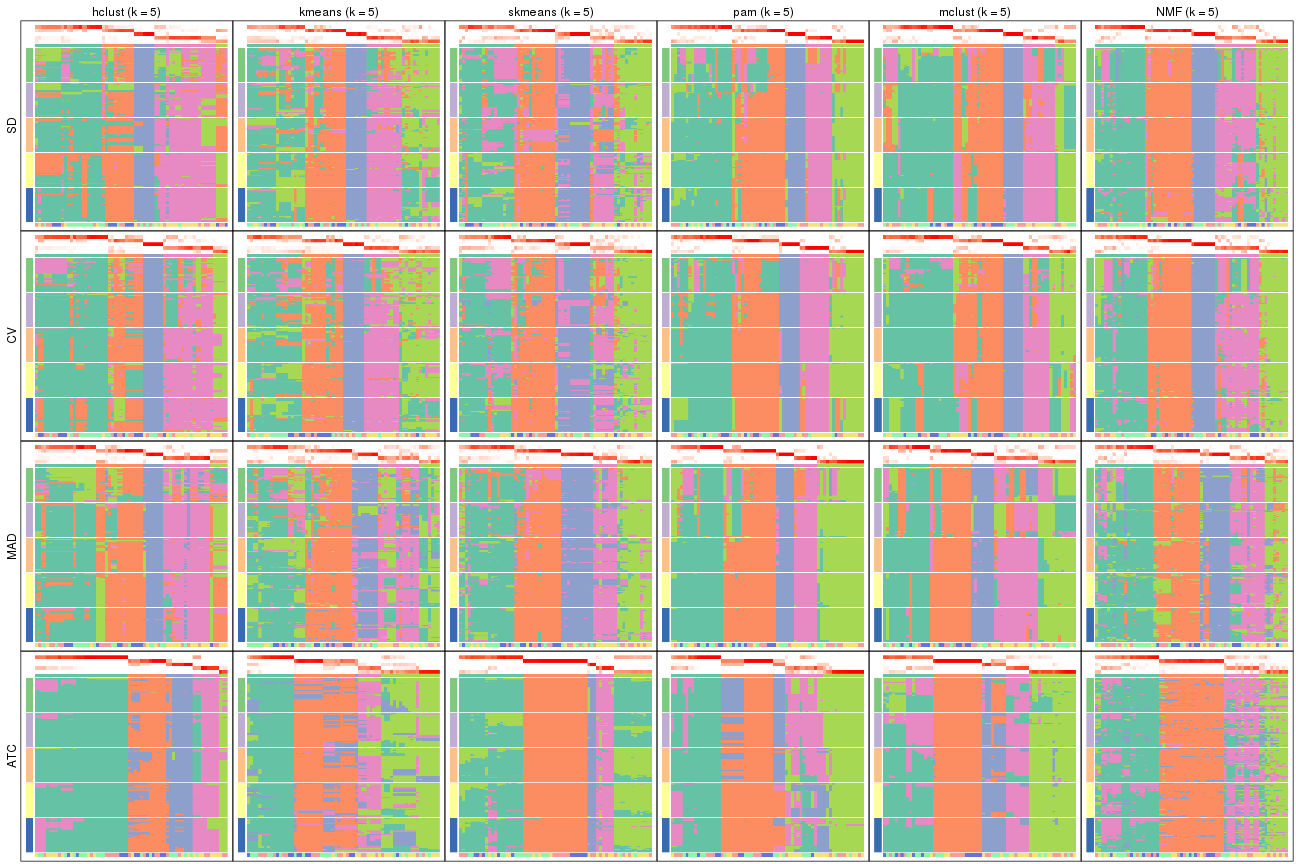 hclust (k = 5) kmeans (k = 5) skmeans (k = 5) pam (k = 5) mclust (k = 5) NMF (k = 5)
SD
CV
MAD
ATC